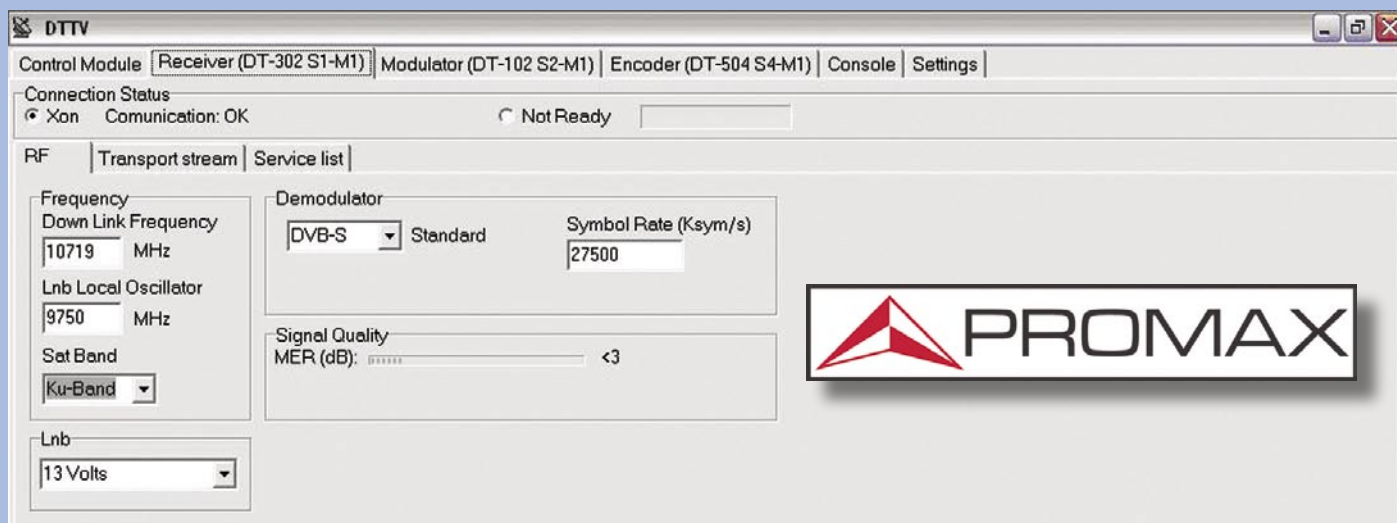 DTTV
Control Module Receiver (DT-302 S1-M1) Modulator (DT-102 S2-M1) Encoder (DT-504 S4-M1) Console Settings
Connection Status
Xon Comunication: OK Not Ready
RF Transport stream Service list
Frequency
Down Link Frequency
10719 MHz
Lnb Local Oscillator
9750 MHz
Sat Band
Ku-Band
Lnb
13 Volts
Demodulator
DVB-S Standard
Symbol Rate (Ksym/s)
27500
Signal Quality
MER (dB): <3
PROMAX